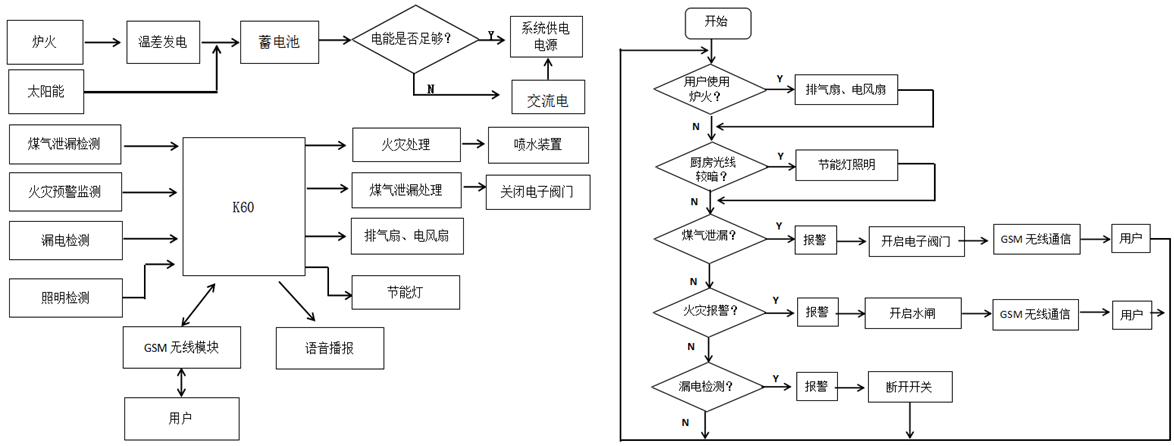 炉火
温差发电
蓄电池
电能是否足够？
Y
系统供电
电源
太阳能
N
交流电
煤气泄漏检测
火灾预警监测
漏电检测
照明检测
K60
火灾处理
喷水装置
煤气泄漏处理
关闭电子阀门
排气扇、电风扇
节能灯
GSM 无线模块
语音播报
用户
开始
用户使用
炉火？
Y
排气扇、电风扇
N
厨房光线
较暗？
Y
节能灯照明
N
煤气泄漏？
Y
报警
开启电子阀门
GSM 无线通信
用户
N
火灾报警？
Y
报警
开启水闸
GSM 无线通信
用户
N
漏电检测？
Y
报警
断开开关
N